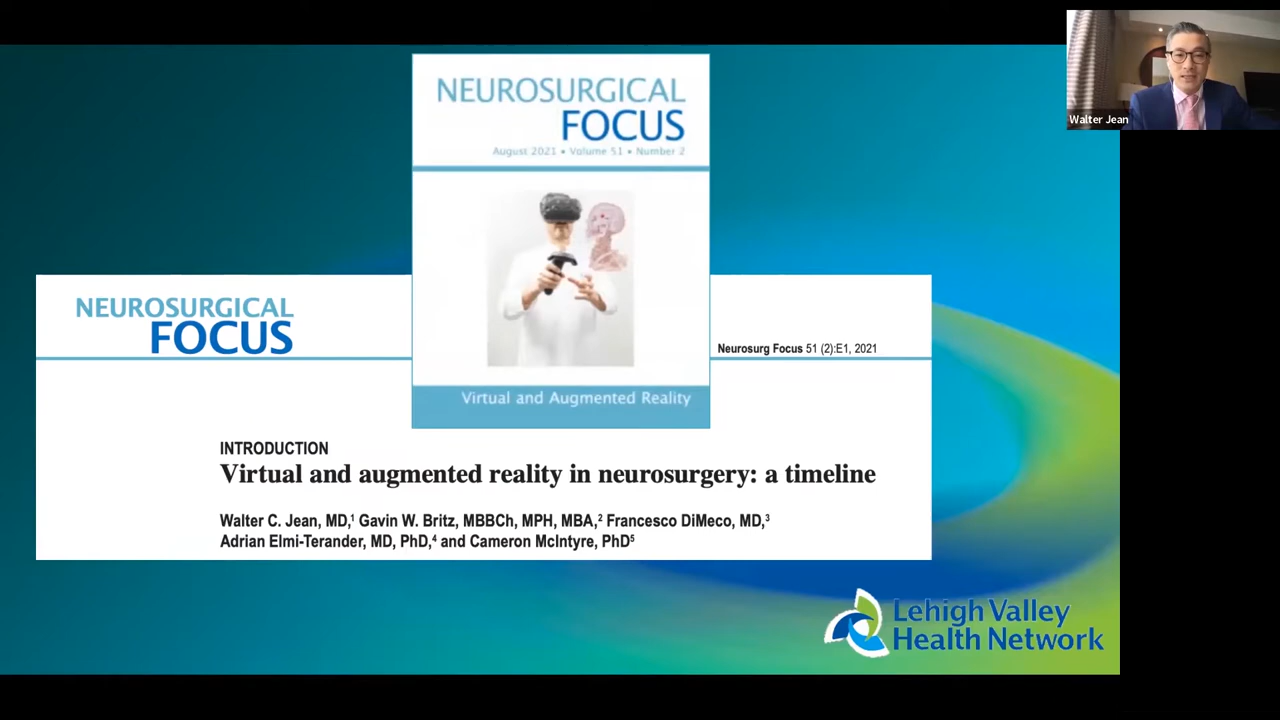 NEUROSURGICAL
FOCUS
August 2021 • Volume 51 • Number 2
Virtual and Augmented Reality
Walter Jean
NEUROSURGICAL
FOCUS
Neurosurg Focus 51 (2):E1, 2021
INTRODUCTION
Virtual and augmented reality in neurosurgery: a timeline
Walter C. Jean, MD,¹ Gavin W. Britz, MBBCh, MPH, MBA,² Francesco DiMeco, MD,³
Adrian Elmi-Terander, MD, PhD,⁴ and Cameron McIntyre, PhD⁵
Lehigh Valley
Health Network